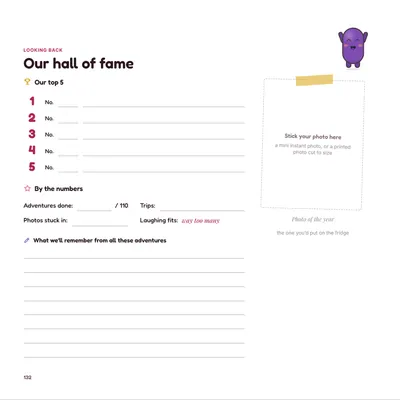 LOOKING BACK
Our hall of fame
Our top 5
1 No.
2 No.
3 No.
4 No.
5 No.
By the numbers
Adventures done: / 110 Trips:
Photos stuck in: Laughing fits: way too many
What we'll remember from all these adventures
Stick your photo here
a mini instant photo, or a printed
photo cut to size
Photo of the year
the one you'd put on the fridge
132